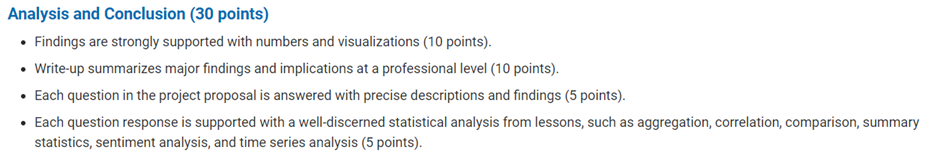 Analysis and Conclusion (30 points)
• Findings are strongly supported with numbers and visualizations (10 points).
• Write-up summarizes major findings and implications at a professional level (10 points).
• Each question in the project proposal is answered with precise descriptions and findings (5 points).
• Each question response is supported with a well-discerned statistical analysis from lessons, such as aggregation, correlation, comparison, summary
statistics, sentiment analysis, and time series analysis (5 points).